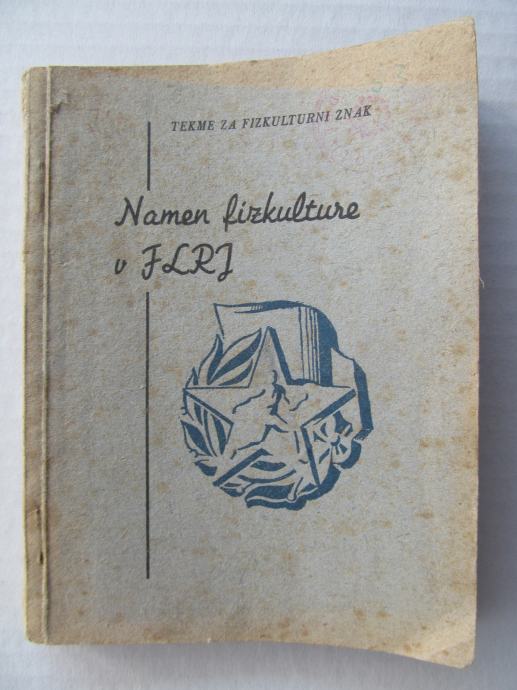 TEKME ZA FIZKULTURNI ZNAK
Namen fizkulture
v FLRJ